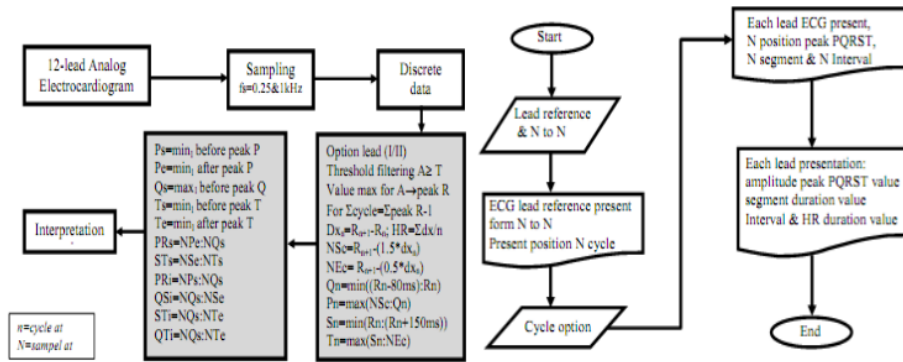 12-lead Analog
Electrocardiogram
Sampling
fs=0.25&1kHz
Discrete
data
Option lead (I/II)
Threshold filtering A≥ T
Value max for A→peak R
For Σcycle=Σpeak R-1
Dxₙ=Rₙ₊₁-Rₙ; HR=Σdx/n
NSc=Rₙ₊₁-(1.5*dxₙ)
NEc= Rₙ₊₁-(0.5*dxₙ)
Qn=min((Rn-80ms):Rn)
Pn=max(NSc:Qn)
Sn=min(Rn:(Rn+150ms))
Tn=max(Sn:NEc)
Ps=min₁ before peak P
Pe=min₁ after peak P
Qs=max₁ before peak Q
Ts=min₁ before peak T
Te=min₁ after peak T
PRs=NPe:NQs
STs=NSe:NTs
PRi=NPs:NQs
QSi=NQs:NSe
STi=NQs:NTe
QTi=NQs:NTe
Interpretation
n=cycle at
N=sampel at
Start
Lead reference
& N to N
ECG lead reference present
form N to N
Present position N cycle
Cycle option
Each lead ECG present,
N position peak PQRST,
N segment & N Interval
Each lead presentation:
amplitude peak PQRST value
segment duration value
Interval & HR duration value
End